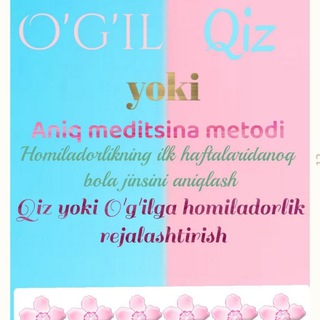 O'G'IL Qiz
yoki
Aniq meditsina metodi
Homiladorlikning ilk haftalaridanoq
bola jinsini aniqlash
Qiz yoki O'g'ilga homiladorlik
rejalashtirish